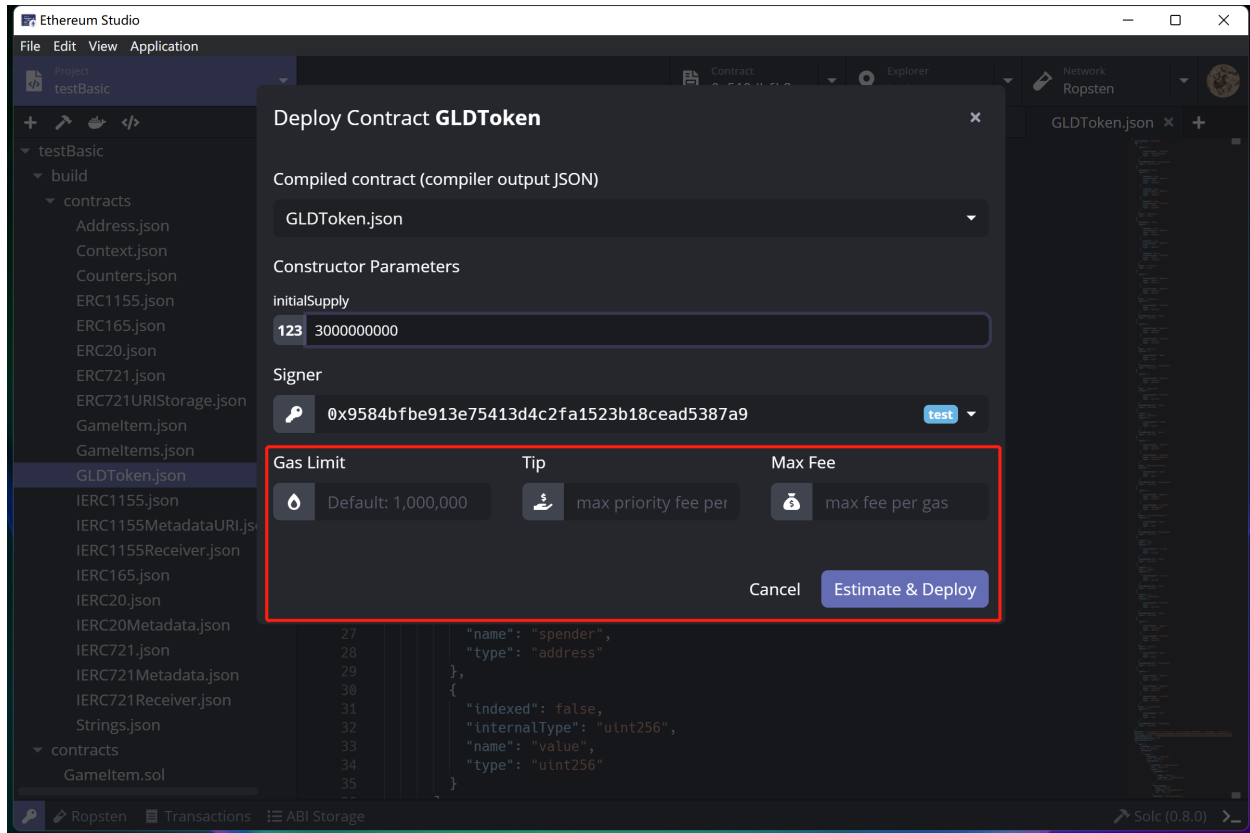 Ethereum Studio
File Edit View Application
Project
testBasic
Contract
Explorer
Network
Ropsten
GLDToken.json
testBasic
build
contracts
Address.json
Context.json
Counters.json
ERC1155.json
ERC165.json
ERC20.json
ERC721.json
ERC721URIStorage.json
GameItem.json
GameItems.json
GLDToken.json
IERC1155.json
IERC1155MetadataURI.js
IERC1155Receiver.json
IERC165.json
IERC20.json
IERC20Metadata.json
IERC721.json
IERC721Metadata.json
IERC721Receiver.json
Strings.json
contracts
GameItem.sol
Deploy Contract GLDToken
Compiled contract (compiler output JSON)
GLDToken.json
Constructor Parameters
initialSupply
123 3000000000
Signer
0x9584bfbe913e75413d4c2fa1523b18cead5387a9 test
Gas Limit Tip Max Fee
Default: 1,000,000 max priority fee per max fee per gas
Cancel Estimate & Deploy
27 "name": "spender",
28 "type": "address"
29 },
30 {
31 "indexed": false,
32 "internalType": "uint256",
33 "name": "value",
34 "type": "uint256"
35 }
Ropsten Transactions ABI Storage Solc (0.8.0)